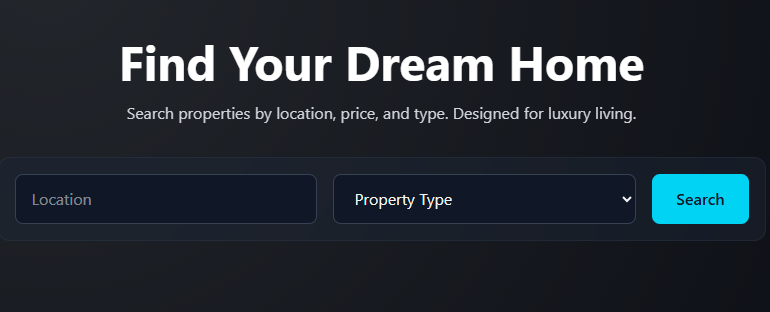 Find Your Dream Home
Search properties by location, price, and type. Designed for luxury living.
Location
Property Type
Search